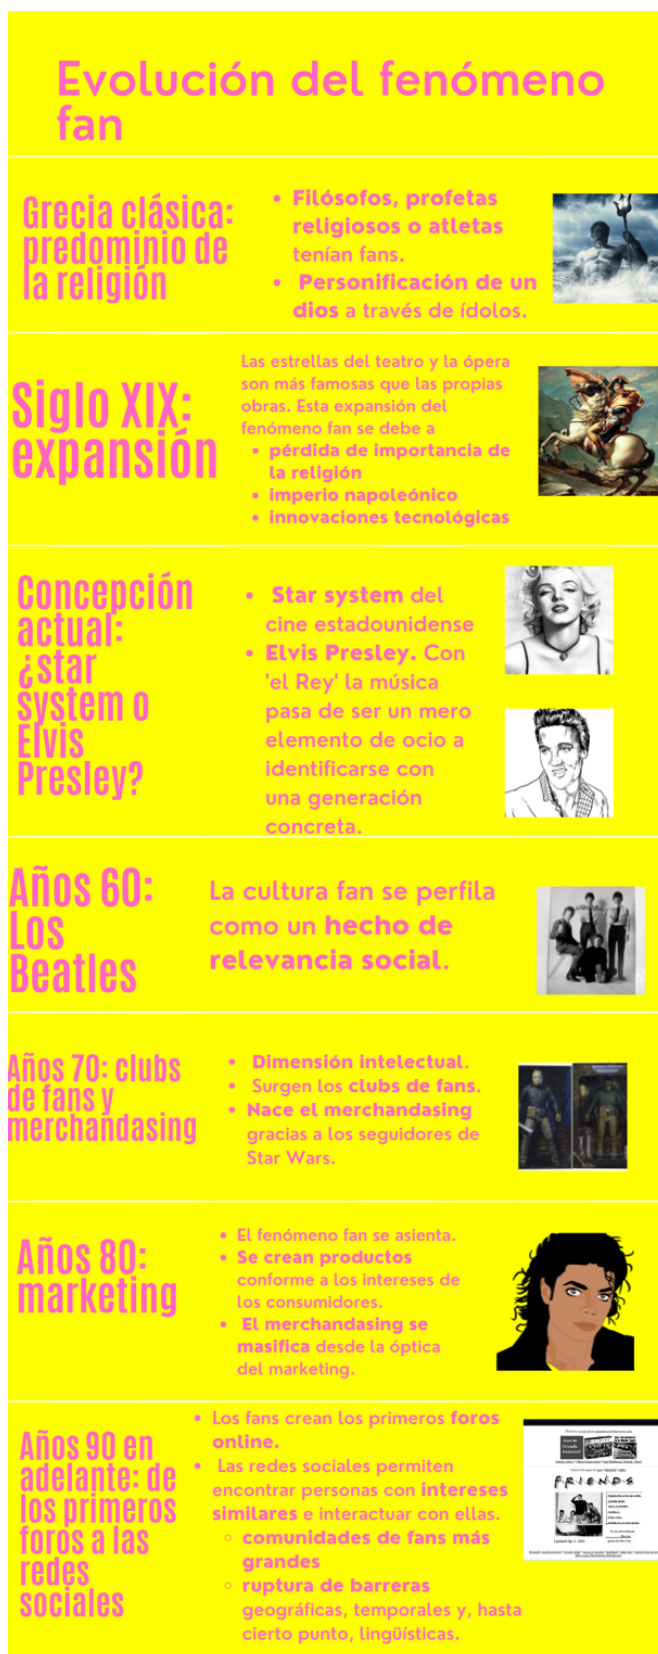 Evolución del fenómeno
fan
Grecia clásica:
predominio de
la religión
• Filósofos, profetas
religiosos o atletas
tenían fans.
• Personificación de un
dios a través de ídolos.
Siglo XIX:
expansión
Las estrellas del teatro y la ópera
son más famosas que las propias
obras. Esta expansión del
fenómeno fan se debe a
• pérdida de importancia de
la religión
• imperio napoleónico
• innovaciones tecnológicas
Concepción
actual:
¿star
system o
Elvis
Presley?
• Star system del
cine estadounidense
• Elvis Presley. Con
'el Rey' la música
pasa de ser un mero
elemento de ocio a
identificarse con
una generación
concreta.
Años 60:
Los
Beatles
La cultura fan se perfila
como un hecho de
relevancia social.
Años 70: clubs
de fans y
merchandasing
• Dimensión intelectual.
• Surgen los clubs de fans.
• Nace el merchandasing
gracias a los seguidores de
Star Wars.
Años 80:
marketing
• El fenómeno fan se asienta.
• Se crean productos
conforme a los intereses de
los consumidores.
• El merchandasing se
masifica desde la óptica
del marketing.
Años 90 en
adelante: de
los primeros
foros a las
redes
sociales
• Los fans crean los primeros foros
online.
• Las redes sociales permiten
encontrar personas con intereses
similares e interactuar con ellas.
◦ comunidades de fans más
grandes
◦ ruptura de barreras
geográficas, temporales y, hasta
cierto punto, lingüísticas.
F·R·I·E·N·D·S